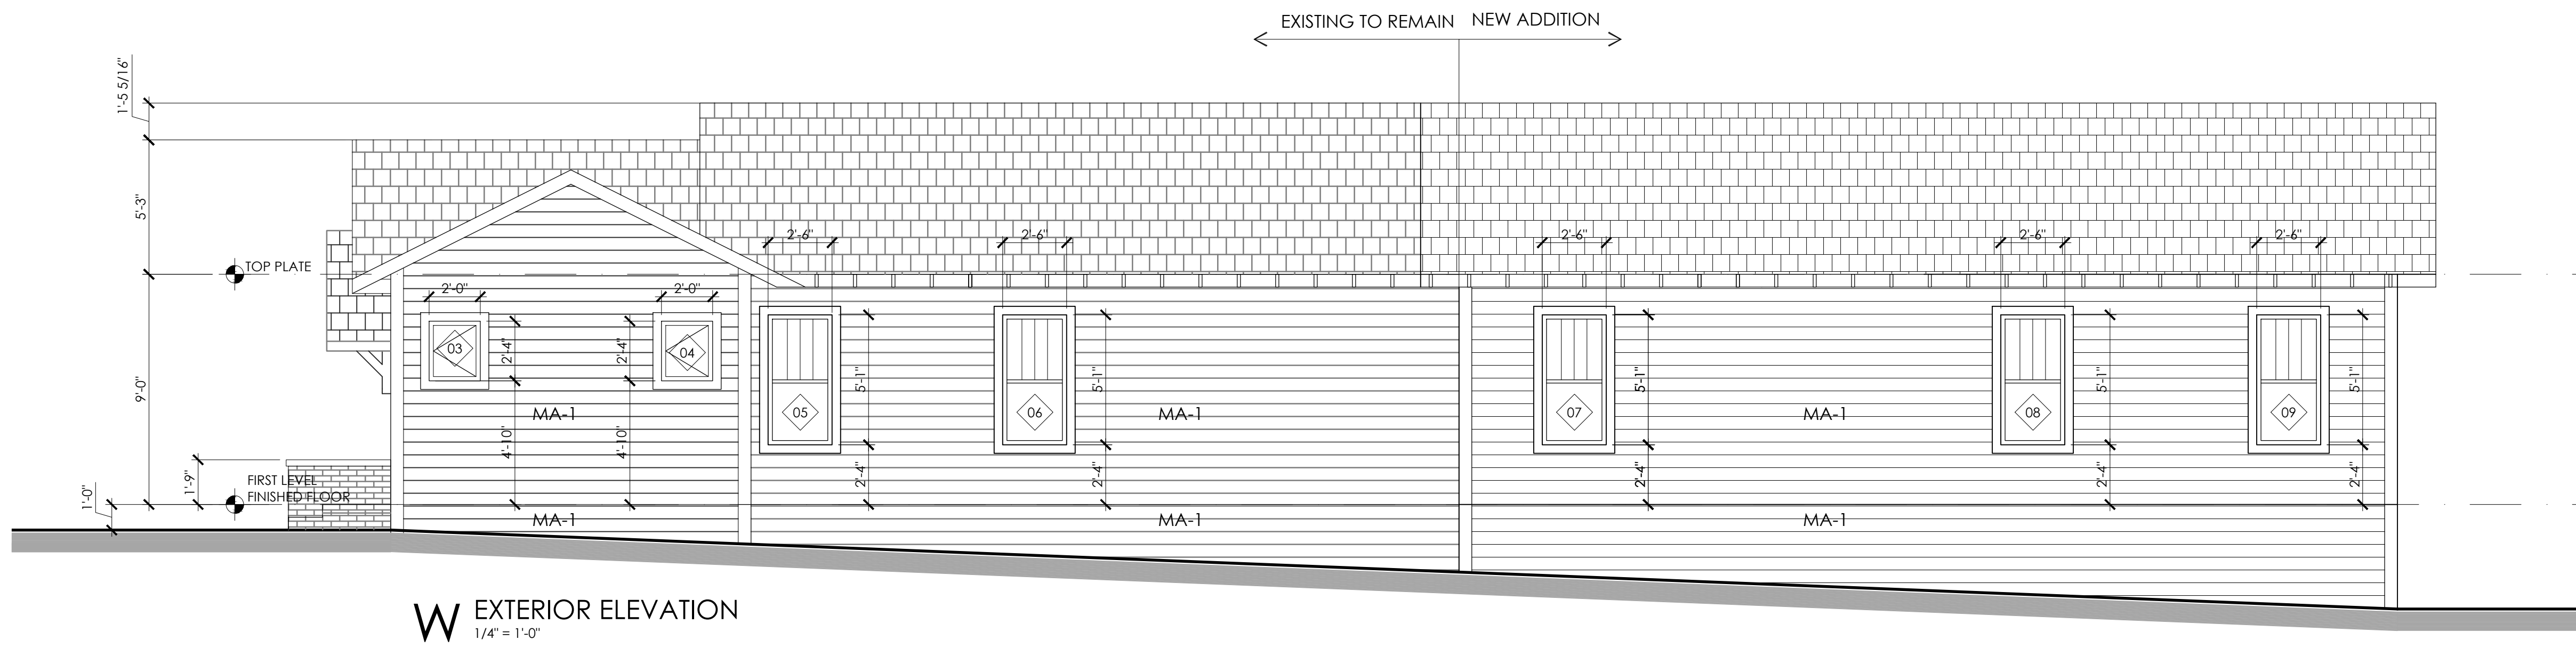 EXISTING TO REMAIN
NEW ADDITION
1'-5 5/16"
5'-3"
9'-0"
1'-9"
1'-0"
TOP PLATE
FIRST LEVEL
FINISHED FLOOR
2'-0"
2'-0"
2'-6"
2'-6"
2'-6"
2'-6"
2'-6"
03
04
05
06
07
08
09
2'-4"
2'-4"
5'-1"
5'-1"
5'-1"
5'-1"
5'-1"
MA-1
MA-1
MA-1
4'-10"
4'-10"
2'-4"
2'-4"
2'-4"
2'-4"
2'-4"
MA-1
MA-1
MA-1
W
EXTERIOR ELEVATION
1/4" = 1'-0"